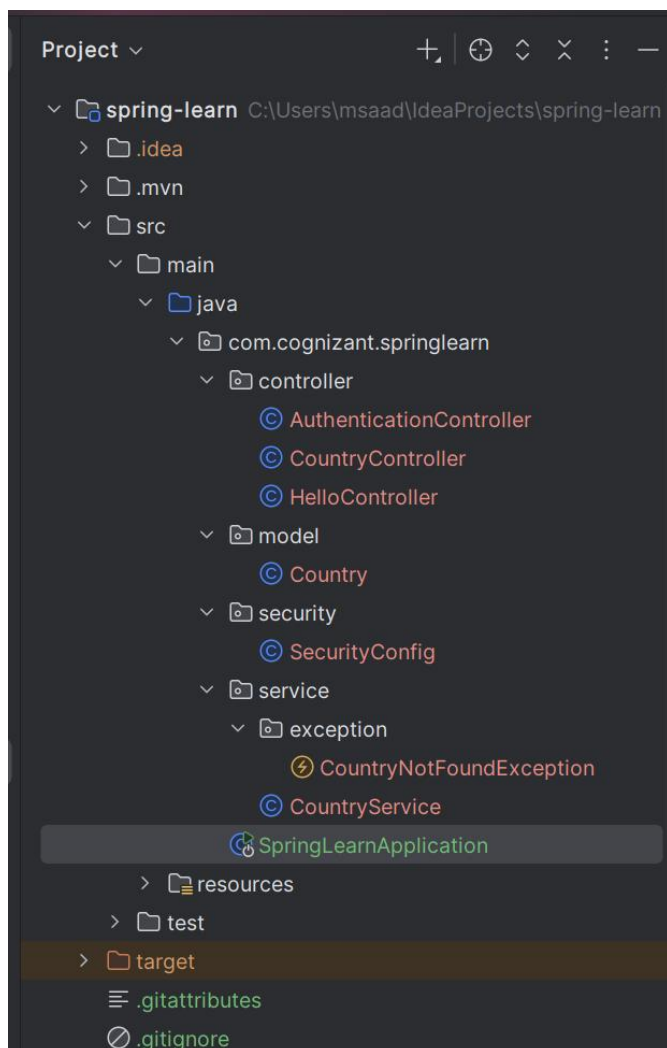 Project
spring-learn C:\Users\msaad\IdeaProjects\spring-learn
.idea
.mvn
src
main
java
com.cognizant.springlearn
controller
AuthenticationController
CountryController
HelloController
model
Country
security
SecurityConfig
service
exception
CountryNotFoundException
CountryService
SpringLearnApplication
resources
test
target
.gitattributes
.gitignore